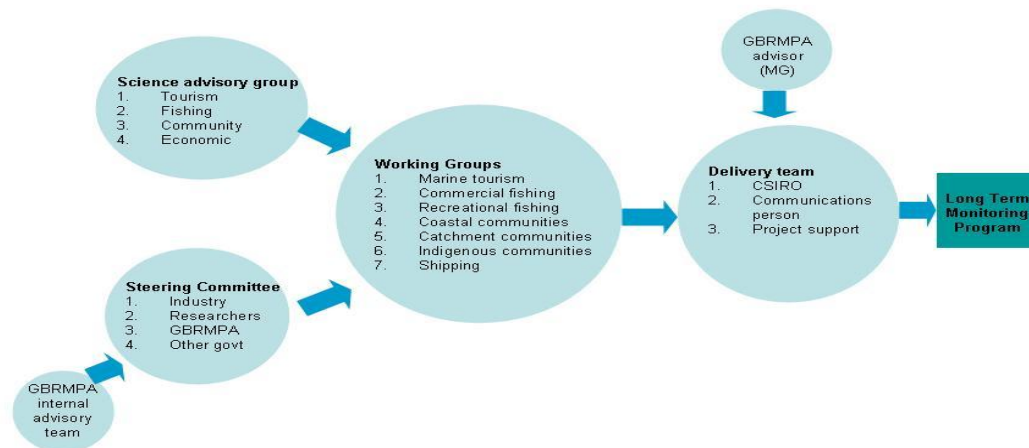 GBRMPA
advisor
(MG)
Science advisory group
1. Tourism
2. Fishing
3. Community
4. Economic
Working Groups
1. Marine tourism
2. Commercial fishing
3. Recreational fishing
4. Coastal communities
5. Catchment communities
6. Indigenous communities
7. Shipping
Delivery team
1. CSIRO
2. Communications
person
3. Project support
Long Term
Monitoring
Program
Steering Committee
1. Industry
2. Researchers
3. GBRMPA
4. Other govt
GBRMPA
internal
advisory
team